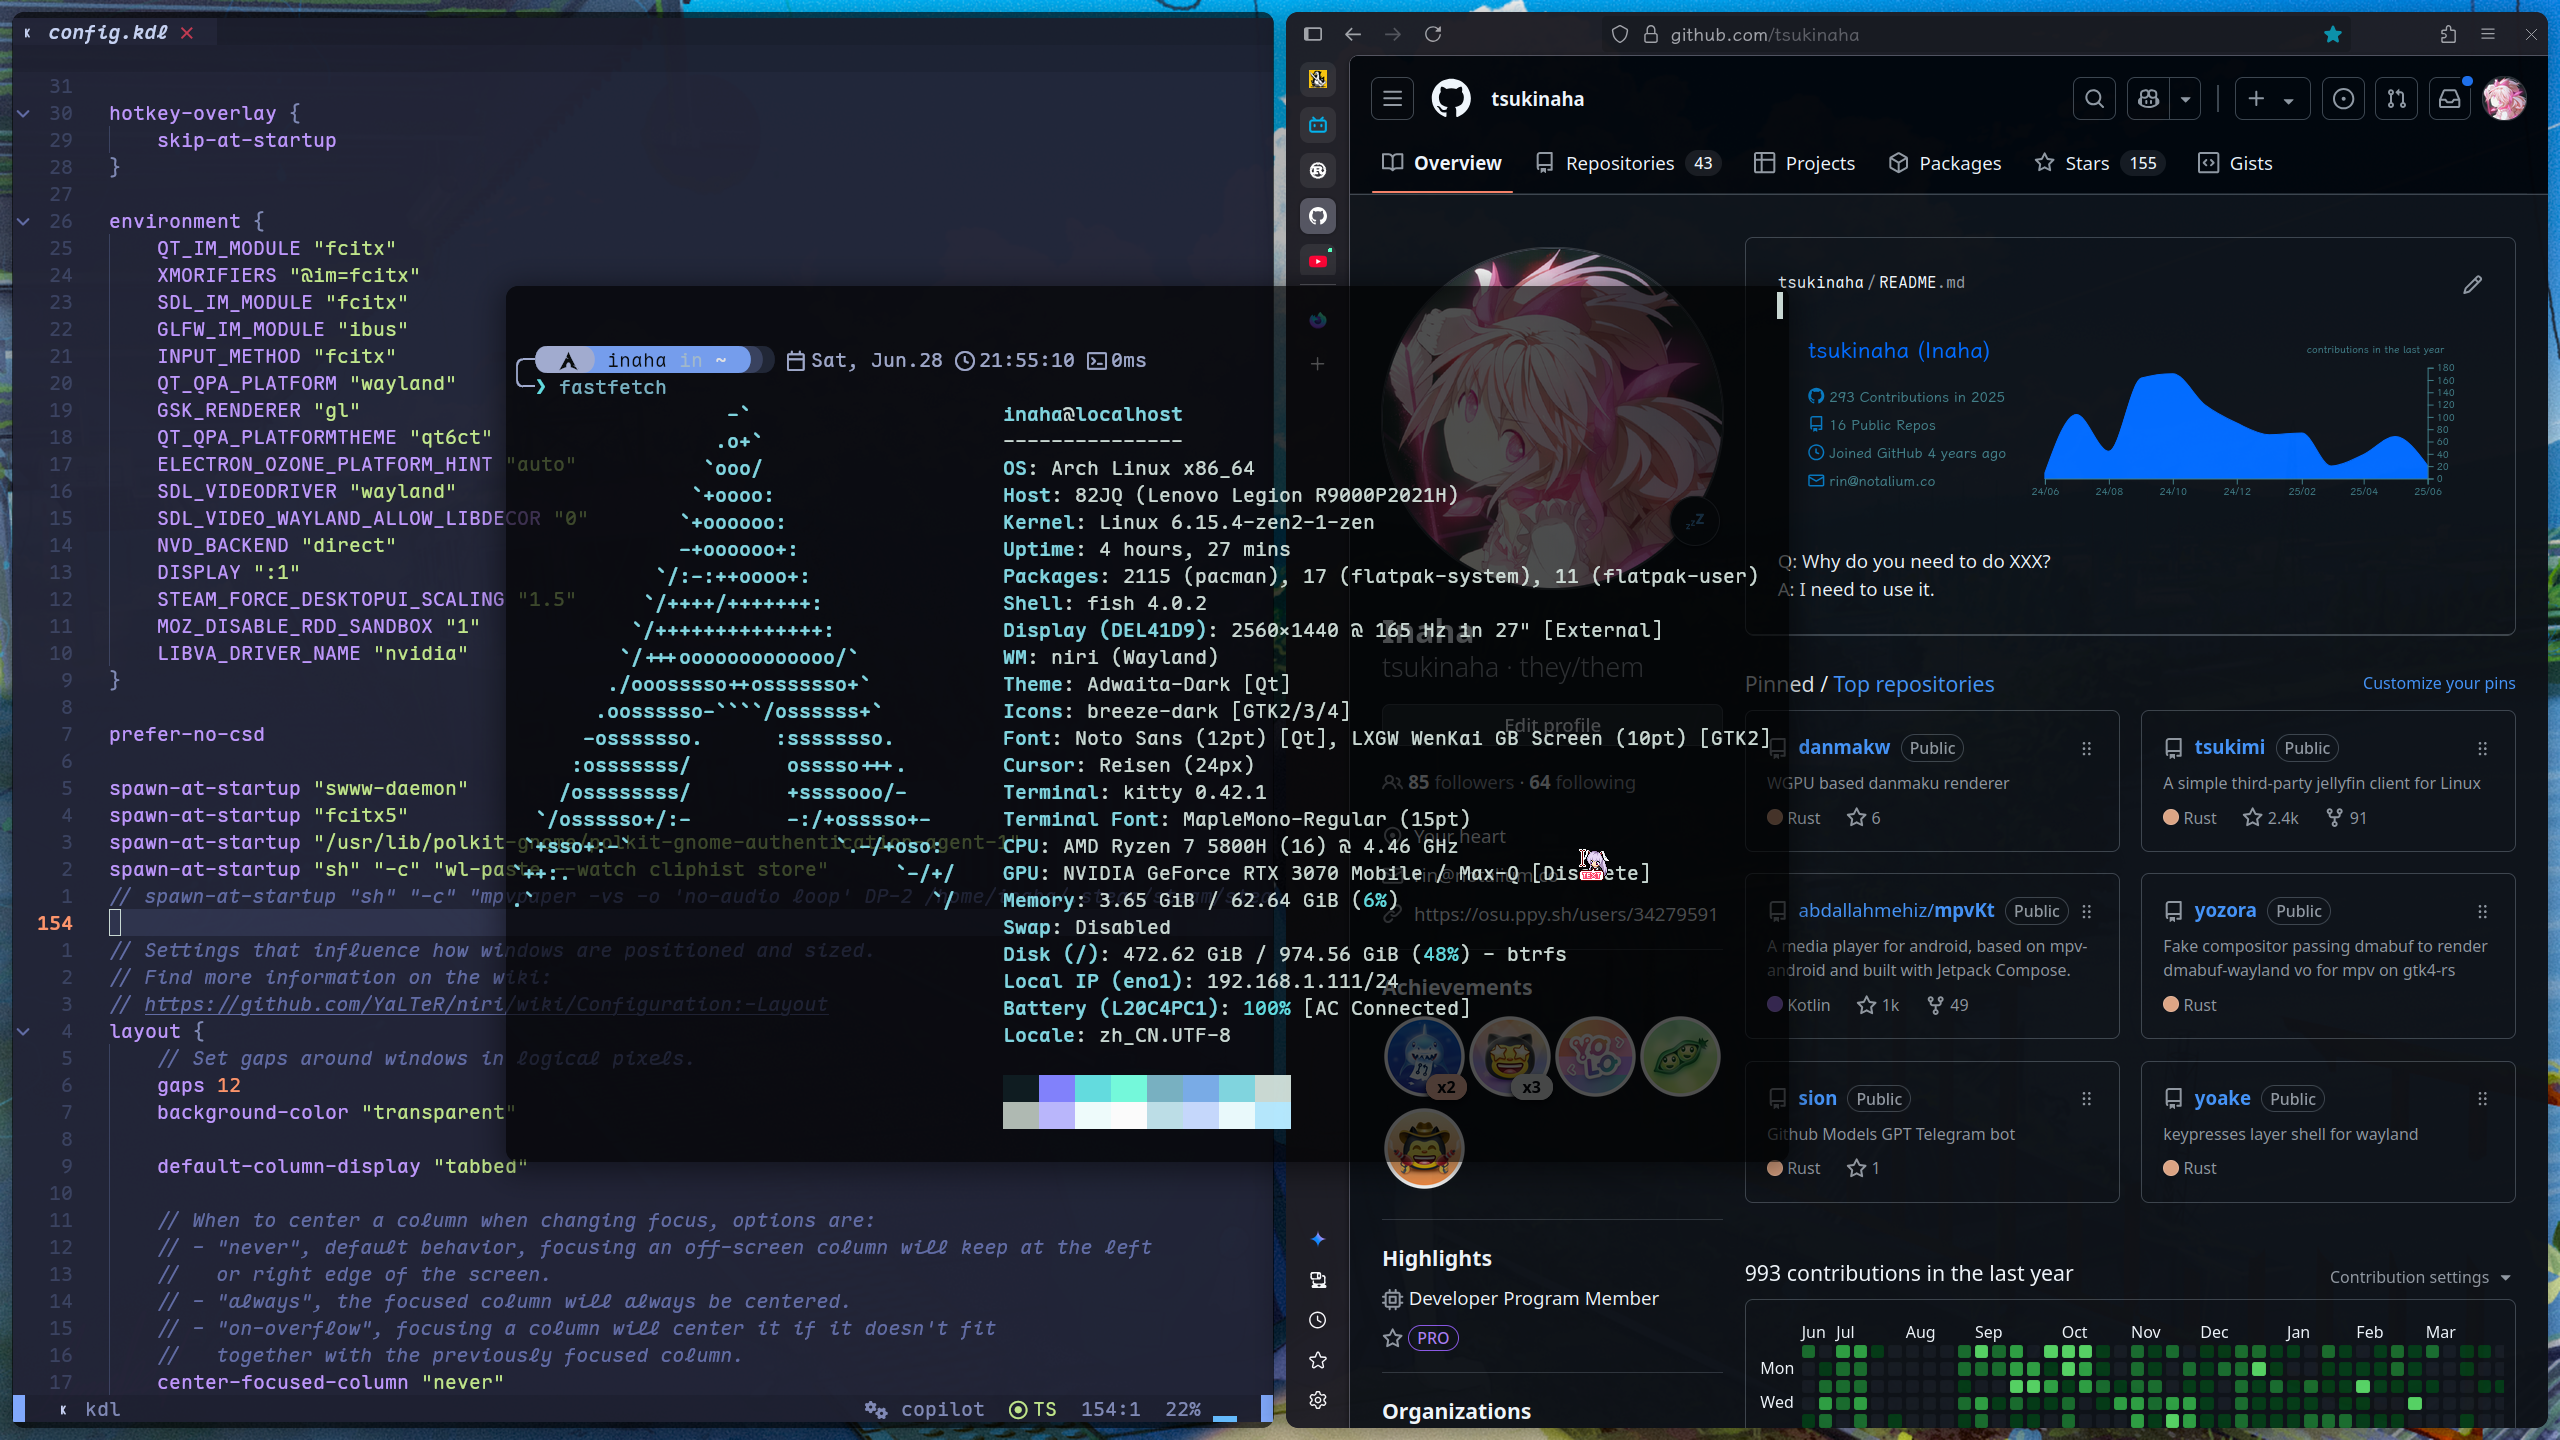 config.kdl ×
31
30 hotkey-overlay {
29 skip-at-startup
28 }
27
26 environment {
25 QT_IM_MODULE "fcitx"
24 XMORIFIERS "@im=fcitx"
23 SDL_IM_MODULE "fcitx"
22 GLFW_IM_MODULE "ibus"
21 INPUT_METHOD "fcitx"
20 QT_QPA_PLATFORM "wayland"
19 GSK_RENDERER "gl"
18 QT_QPA_PLATFORMTHEME "qt6ct"
17 ELECTRON_OZONE_PLATFORM_HINT "auto"
16 SDL_VIDEODRIVER "wayland"
15 SDL_VIDEO_WAYLAND_ALLOW_LIBDECOR "0"
14 NVD_BACKEND "direct"
13 DISPLAY ":1"
12 STEAM_FORCE_DESKTOPUI_SCALING "1.5"
11 MOZ_DISABLE_RDD_SANDBOX "1"
10 LIBVA_DRIVER_NAME "nvidia"
9 }
8
7 prefer-no-csd
6
5 spawn-at-startup "swww-daemon"
4 spawn-at-startup "fcitx5"
3 spawn-at-startup "/usr/lib/polkit-gnome/polkit-gnome-authentication-agent-1"
2 spawn-at-startup "sh" "-c" "wl-paste --watch cliphist store"
1 // spawn-at-startup "sh" "-c" "mpvpaper -vs -o 'no-audio loop' DP-2
154
1 // Settings that influence how windows are positioned and sized.
2 // Find more information on the wiki:
3 // https://github.com/YaLTeR/niri/wiki/Configuration:-Layout
4 layout {
5 // Set gaps around windows in logical pixels.
6 gaps 12
7 background-color "transparent"
8
9 default-column-display "tabbed"
10
11 // When to center a column when changing focus, options are:
12 // - "never", default behavior, focusing an off-screen column will keep at the left
13 // or right edge of the screen.
14 // - "always", the focused column will always be centered.
15 // - "on-overflow", focusing a column will center it if it doesn't fit
16 // together with the previously focused column.
17 center-focused-column "never"
kdl copilot TS 154:1 22%
inaha in ~ Sat, Jun.28 21:55:10 0ms
❯ fastfetch
inaha@localhost
---------------
OS: Arch Linux x86_64
Host: 82JQ (Lenovo Legion R9000P2021H)
Kernel: Linux 6.15.4-zen2-1-zen
Uptime: 4 hours, 27 mins
Packages: 2115 (pacman), 17 (flatpak-system), 11 (flatpak-user)
Shell: fish 4.0.2
Display (DEL41D9): 2560×1440 @ 165 Hz in 27" [External]
WM: niri (Wayland)
Theme: Adwaita-Dark [Qt]
Icons: breeze-dark [GTK2/3/4]
Font: Noto Sans (12pt) [Qt], LXGW WenKai GB Screen (10pt) [GTK2]
Cursor: Reisen (24px)
Terminal: kitty 0.42.1
Terminal Font: MapleMono-Regular (15pt)
CPU: AMD Ryzen 7 5800H (16) @ 4.46 GHz
GPU: NVIDIA GeForce RTX 3070 Mobile / Max-Q [Discrete]
Memory: 3.65 GiB / 62.64 GiB (6%)
Swap: Disabled
Disk (/): 472.62 GiB / 974.56 GiB (48%) - btrfs
Local IP (eno1): 192.168.1.111/24
Battery (L20C4PC1): 100% [AC Connected]
Locale: zh_CN.UTF-8
github.com/tsukinaha
tsukinaha
Overview Repositories 43 Projects Packages Stars 155 Gists
Inaha
tsukinaha · they/them
Edit profile
85 followers · 64 following
Your heart
rin@notalium.co
https://osu.ppy.sh/users/34279591
Achievements
x2 x3 YOLO
Highlights
Developer Program Member
PRO
Organizations
tsukinaha/README.md
tsukinaha (Inaha)
293 Contributions in 2025
16 Public Repos
Joined GitHub 4 years ago
rin@notalium.co
contributions in the last year
180
160
140
120
100
80
60
40
20
0
24/06 24/08 24/10 24/12 25/02 25/04 25/06
Q: Why do you need to do XXX?
A: I need to use it.
Pinned / Top repositories Customize your pins
danmakw Public
WGPU based danmaku renderer
Rust 6
tsukimi Public
A simple third-party jellyfin client for Linux
Rust 2.4k 91
abdallahmehiz/mpvKt Public
A media player for android, based on mpv-
android and built with Jetpack Compose.
Kotlin 1k 49
yozora Public
Fake compositor passing dmabuf to render
dmabuf-wayland vo for mpv on gtk4-rs
Rust
sion Public
Github Models GPT Telegram bot
Rust 1
yoake Public
keypresses layer shell for wayland
Rust
993 contributions in the last year Contribution settings
Jun Jul Aug Sep Oct Nov Dec Jan Feb Mar
Mon
Wed
TEXT